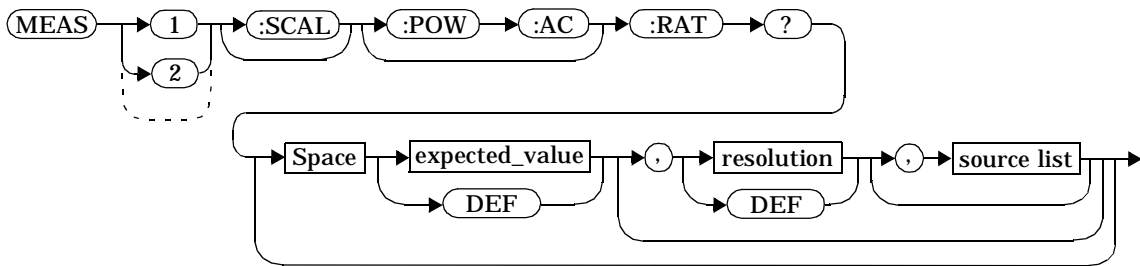 MEAS 1 :SCAL :POW :AC :RAT ?
2
Space expected_value , resolution , source list
DEF DEF